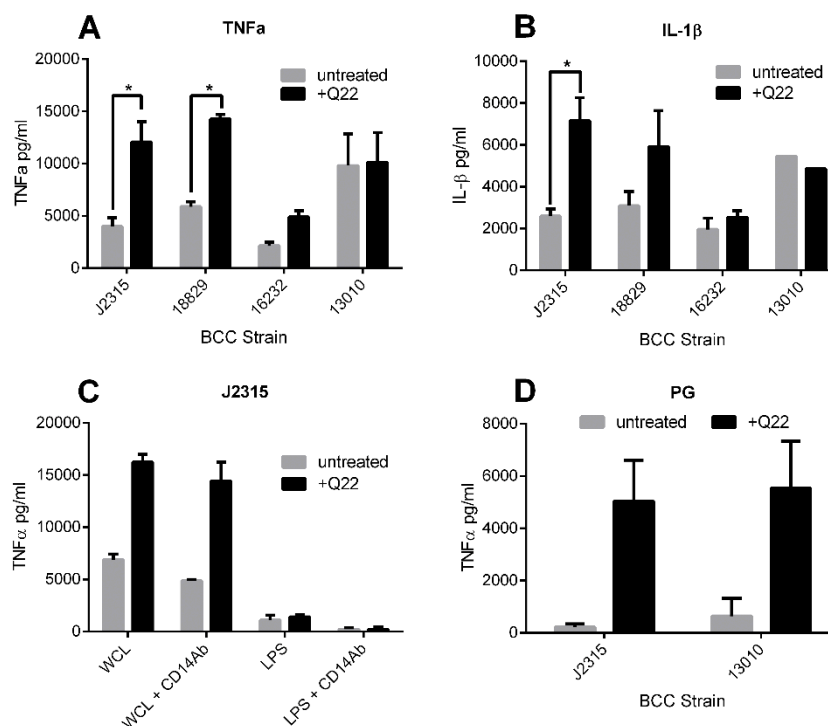 A
TNFa
20000
15000
10000
5000
0
TNFa pg/ml
untreated
+Q22
*
*
J2315
18829
16232
13010
BCC Strain
B
IL-1β
10000
8000
6000
4000
2000
0
IL-β pg/ml
untreated
+Q22
*
J2315
18829
16232
13010
BCC Strain
C
J2315
20000
15000
10000
5000
0
TNFα pg/ml
untreated
+Q22
WCL
WCL + CD14Ab
LPS
LPS + CD14Ab
D
PG
untreated
+Q22
8000
6000
4000
2000
0
TNFα pg/ml
J2315
13010
BCC Strain